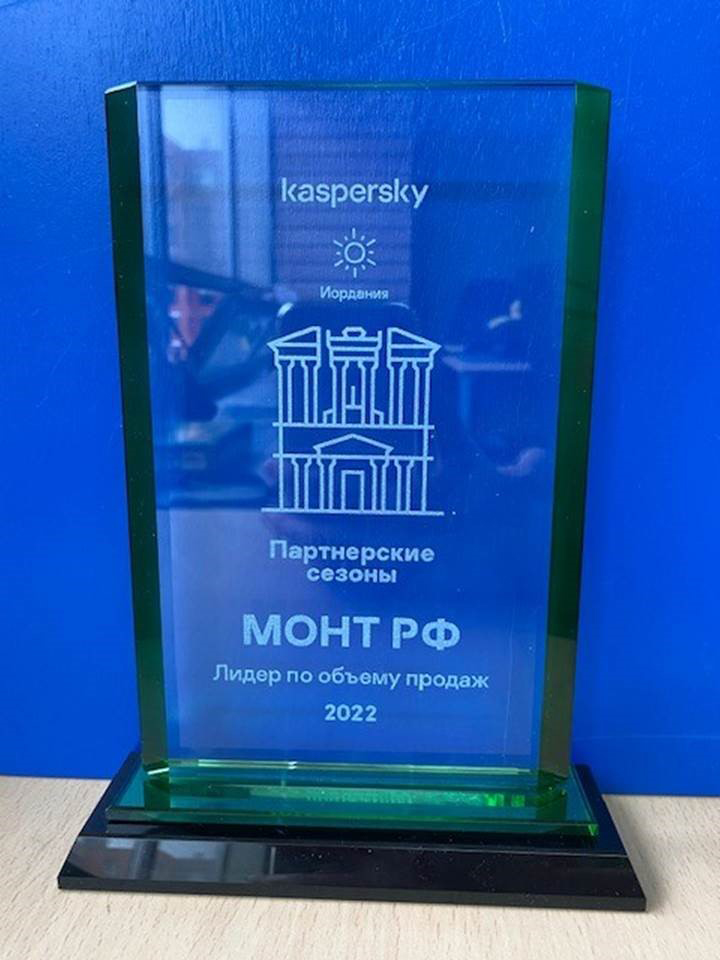 kaspersky
Иордания
Партнерские
сезоны
МОНТ РФ
Лидер по объему продаж
2022